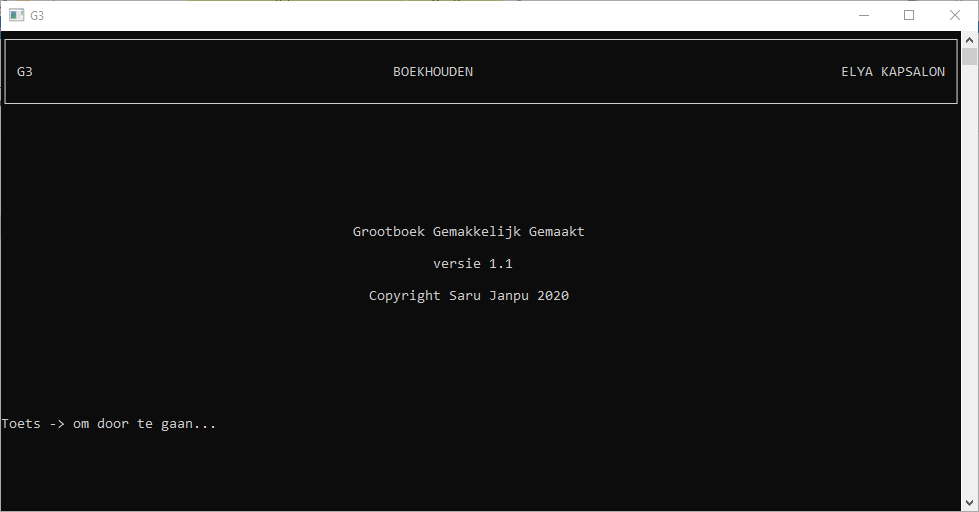 G3
G3 BOEKHOUDEN ELYA KAPSALON
Grootboek Gemakkelijk Gemaakt
versie 1.1
Copyright Saru Janpu 2020
Toets -> om door te gaan...